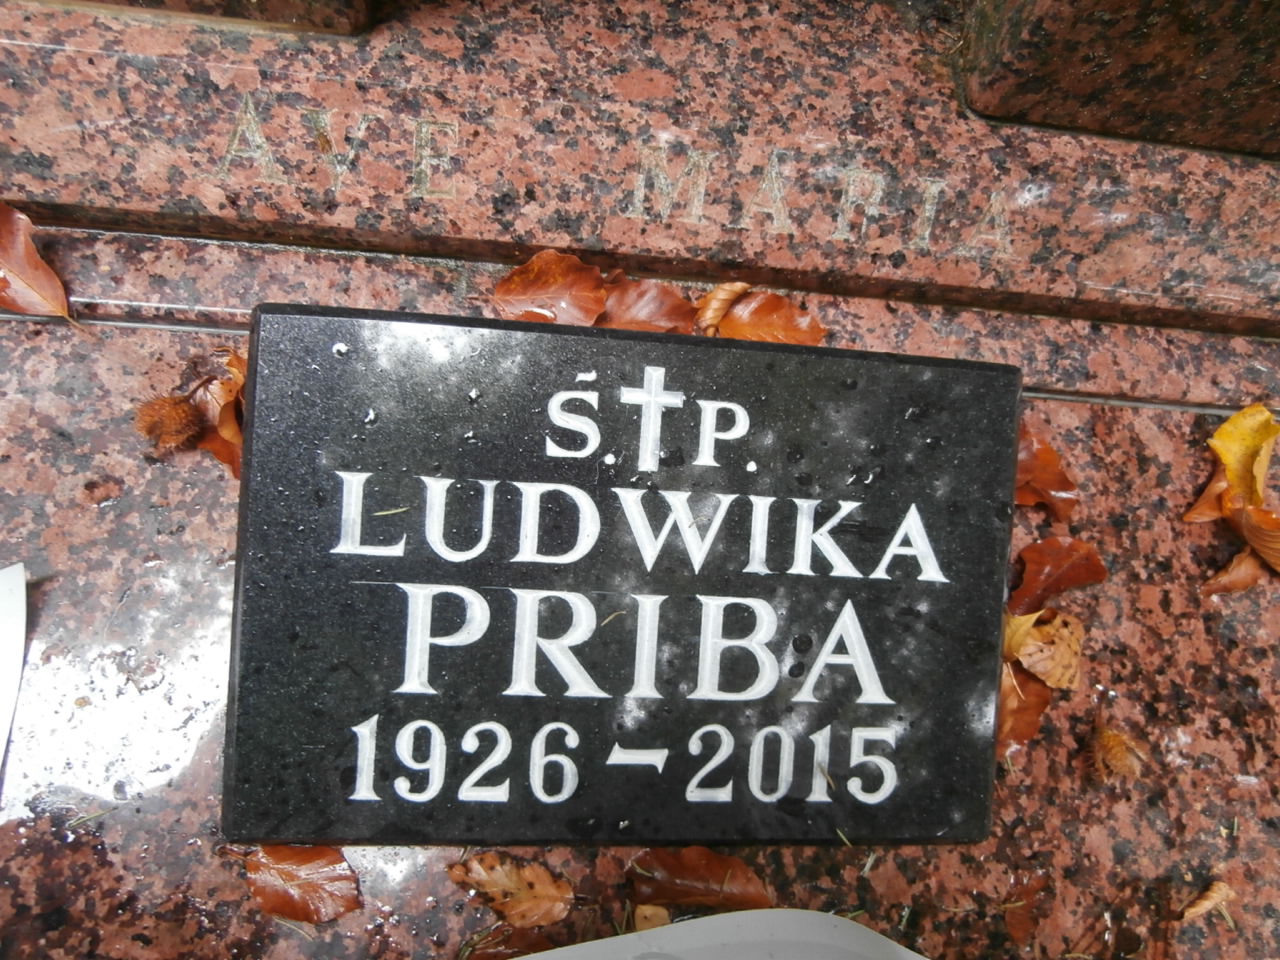 AVE MARIA
Ś.✝P.
LUDWIKA
PRIBA
1926-2015